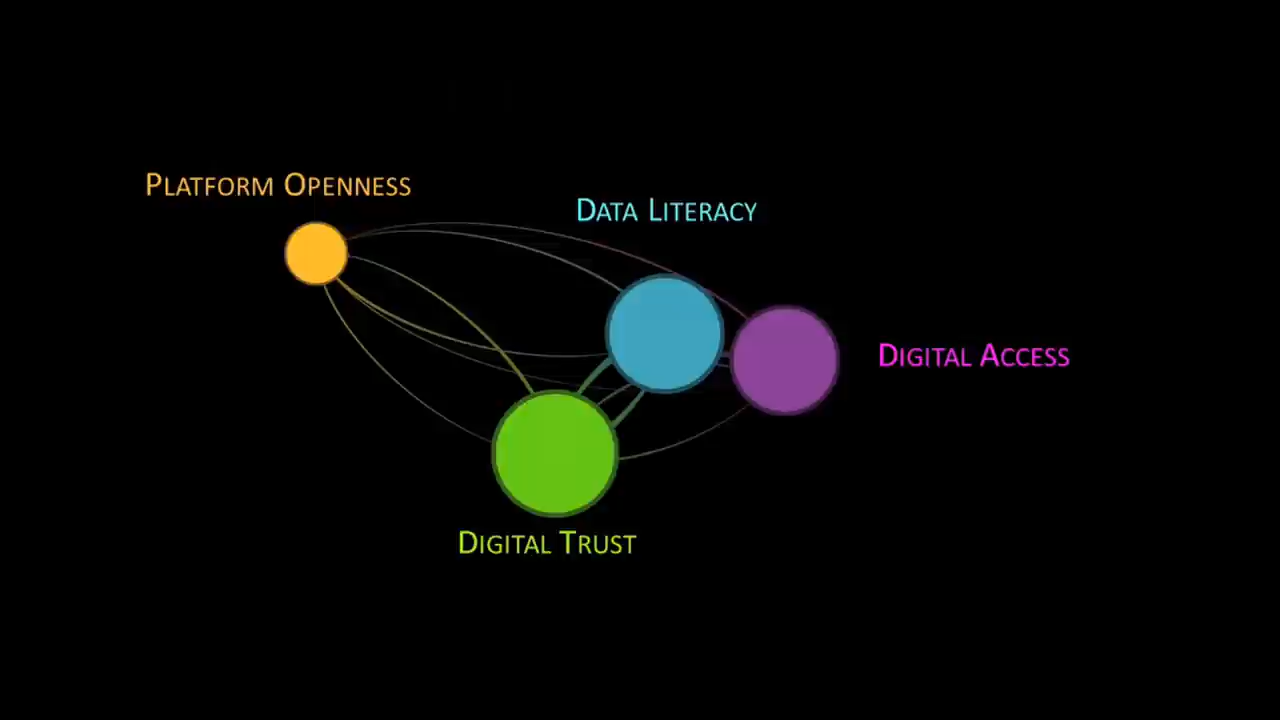 Platform Openness
Data Literacy
Digital Access
Digital Trust